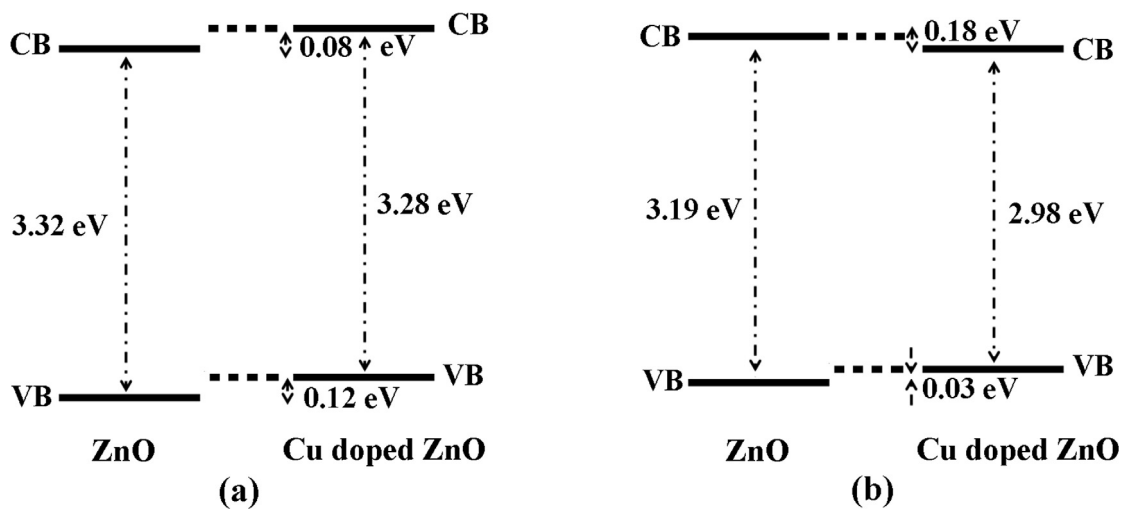 CB
0.08 eV
CB
3.32 eV
3.28 eV
VB
0.12 eV
VB
ZnO
Cu doped ZnO
(a)
CB
0.18 eV
CB
3.19 eV
2.98 eV
VB
0.03 eV
VB
ZnO
Cu doped ZnO
(b)